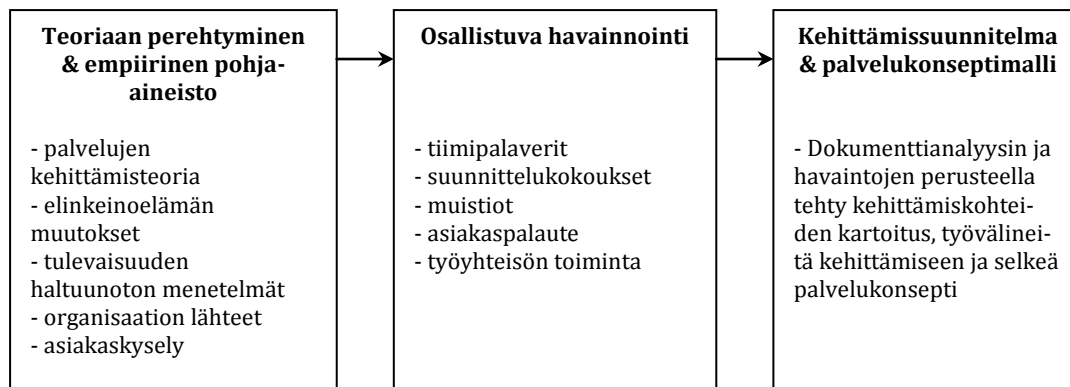 Teoriaan perehtyminen
& empiirinen pohja-
aineisto
- palvelujen
kehittämisteoria
- elinkeinoelämän
muutokset
- tulevaisuuden
haltuunoton menetelmät
- organisaation lähteet
- asiakaskysely
Osallistuva havainnointi
- tiimipalaverit
- suunnittelukokoukset
- muistiot
- asiakaspalaute
- työyhteisön toiminta
Kehittämissuunnitelma
& palvelukonseptimalli
- Dokumenttianalyysin ja
havaintojen perusteella
tehty kehittämiskohtei-
den kartoitus, työvälinei-
tä kehittämiseen ja selkeä
palvelukonsepti